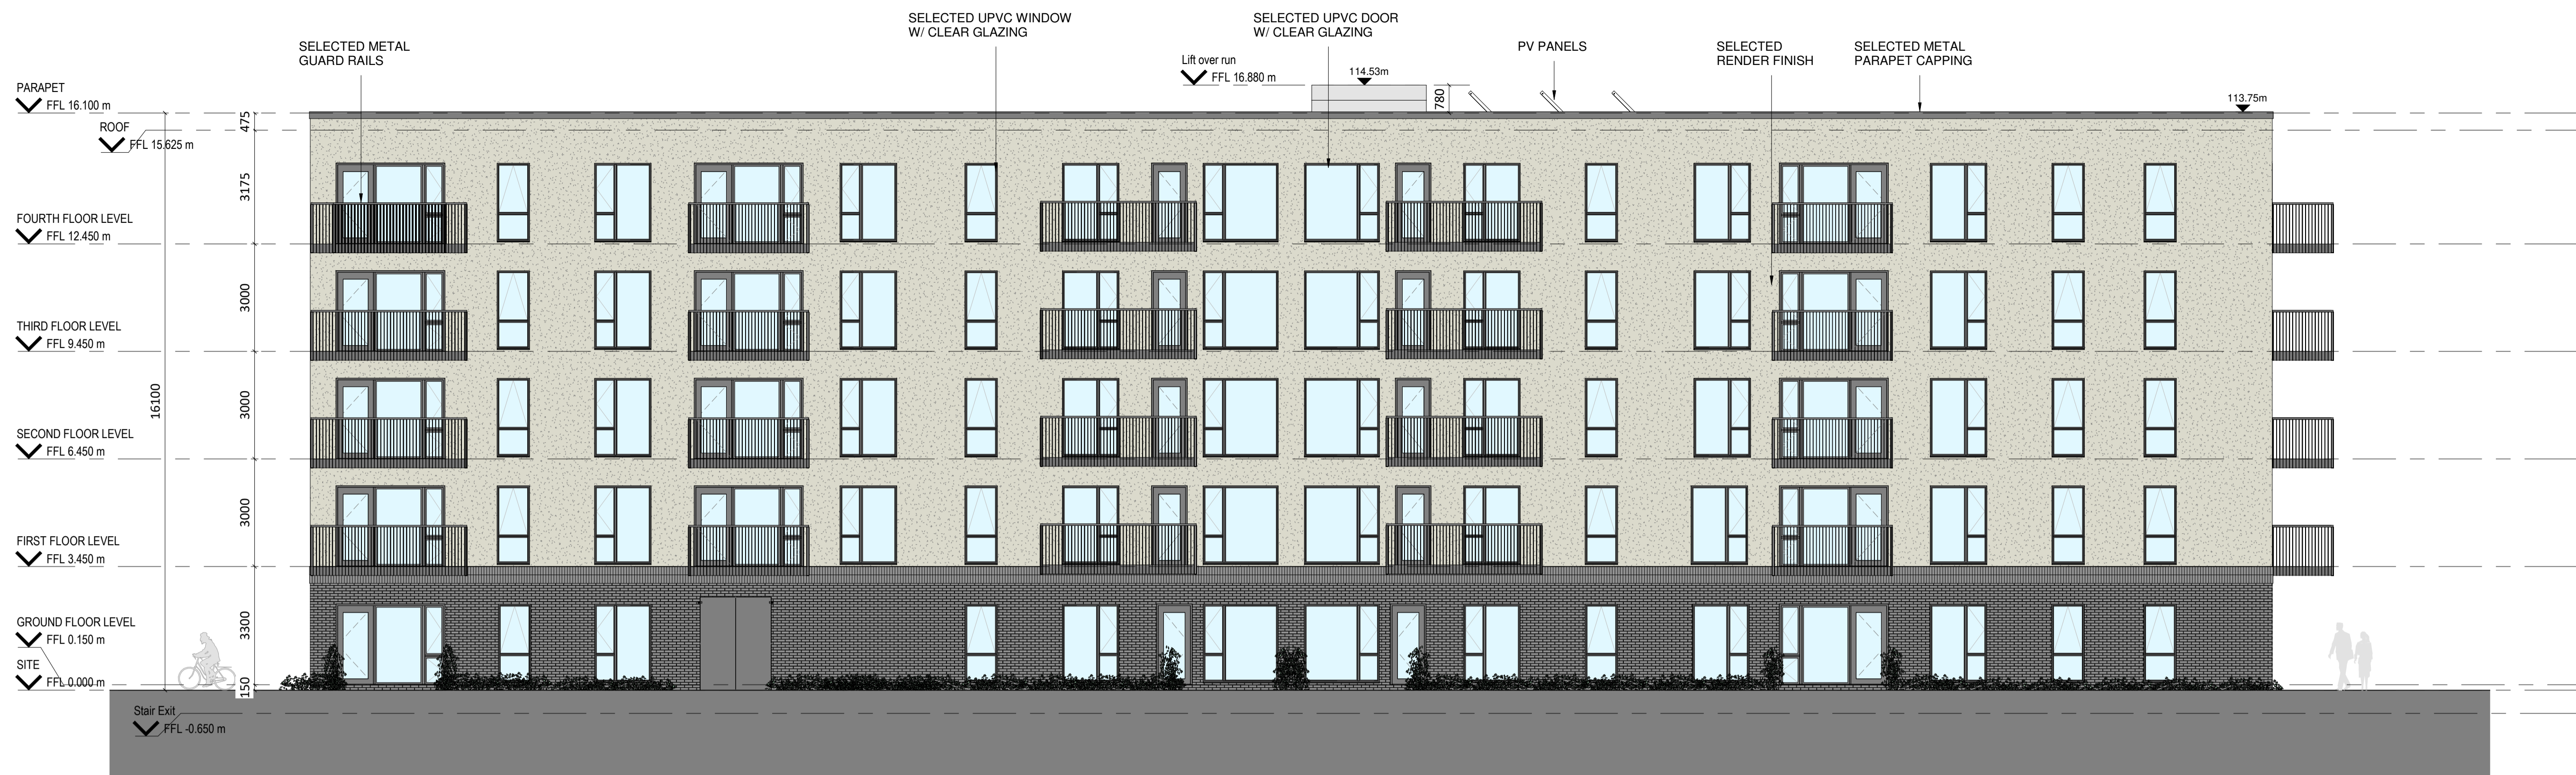 SELECTED UPVC WINDOW
W/ CLEAR GLAZING
SELECTED UPVC DOOR
W/ CLEAR GLAZING
SELECTED METAL
GUARD RAILS
PV PANELS
SELECTED
RENDER FINISH
SELECTED METAL
PARAPET CAPPING
Lift over run
FFL 16.880 m
114.53m
780
113.75m
PARAPET
FFL 16.100 m
475
ROOF
FFL 15.625 m
3175
FOURTH FLOOR LEVEL
FFL 12.450 m
3000
THIRD FLOOR LEVEL
FFL 9.450 m
16100
3000
SECOND FLOOR LEVEL
FFL 6.450 m
3000
FIRST FLOOR LEVEL
FFL 3.450 m
3300
GROUND FLOOR LEVEL
FFL 0.150 m
SITE
FFL 0.000 m
150
Stair Exit
FFL -0.650 m